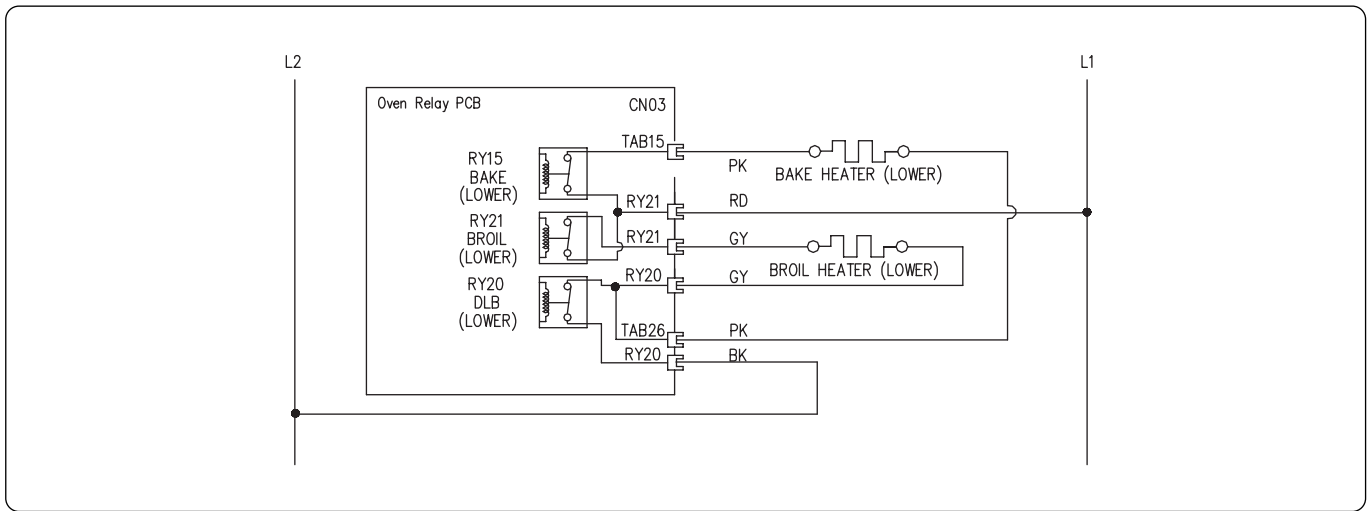 L2
L1
Oven Relay PCB
CN03
TAB15
RY15
BAKE
(LOWER)
PK
BAKE HEATER (LOWER)
RY21
RD
RY21
BROIL
(LOWER)
RY21
GY
BROIL HEATER (LOWER)
RY20
GY
RY20
DLB
(LOWER)
TAB26
PK
RY20
BK